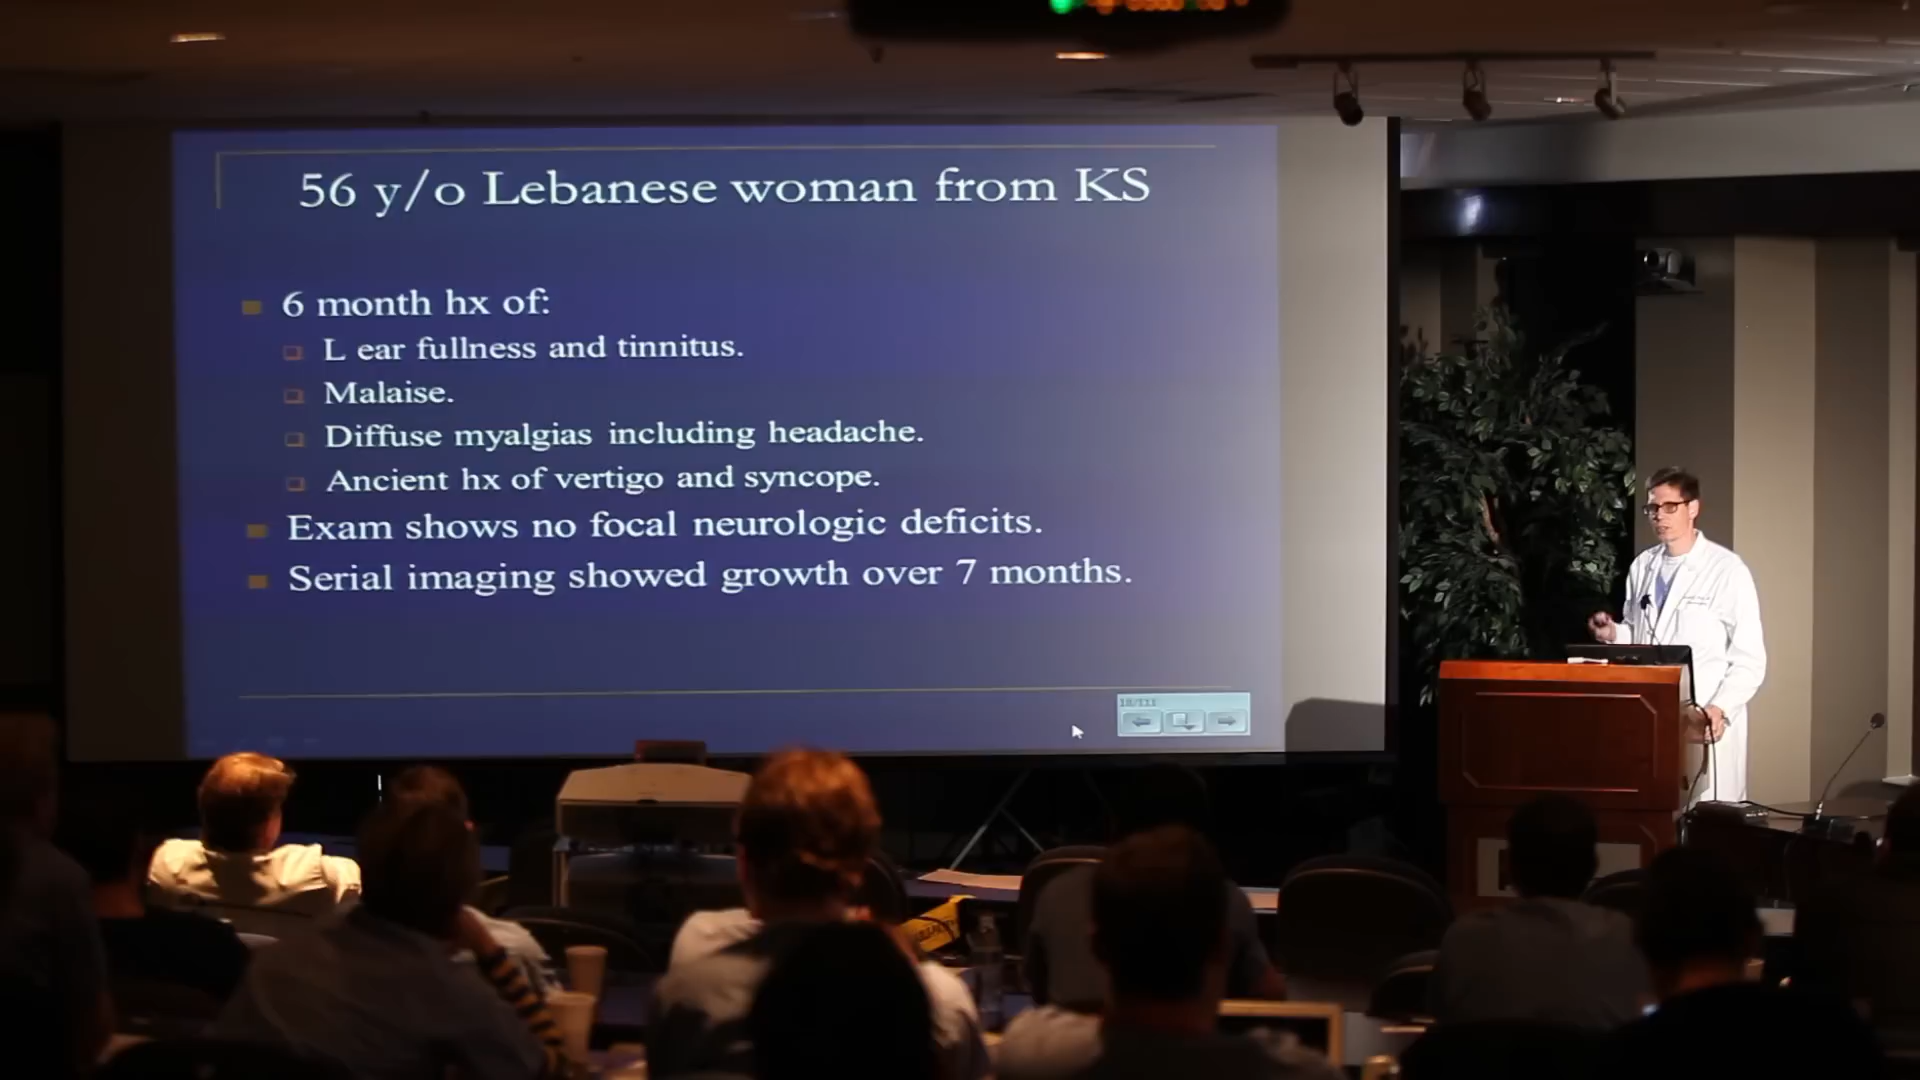 56 y/o Lebanese woman from KS
6 month hx of:
L ear fullness and tinnitus.
Malaise.
Diffuse myalgias including headache.
Ancient hx of vertigo and syncope.
Exam shows no focal neurologic deficits.
Serial imaging showed growth over 7 months.